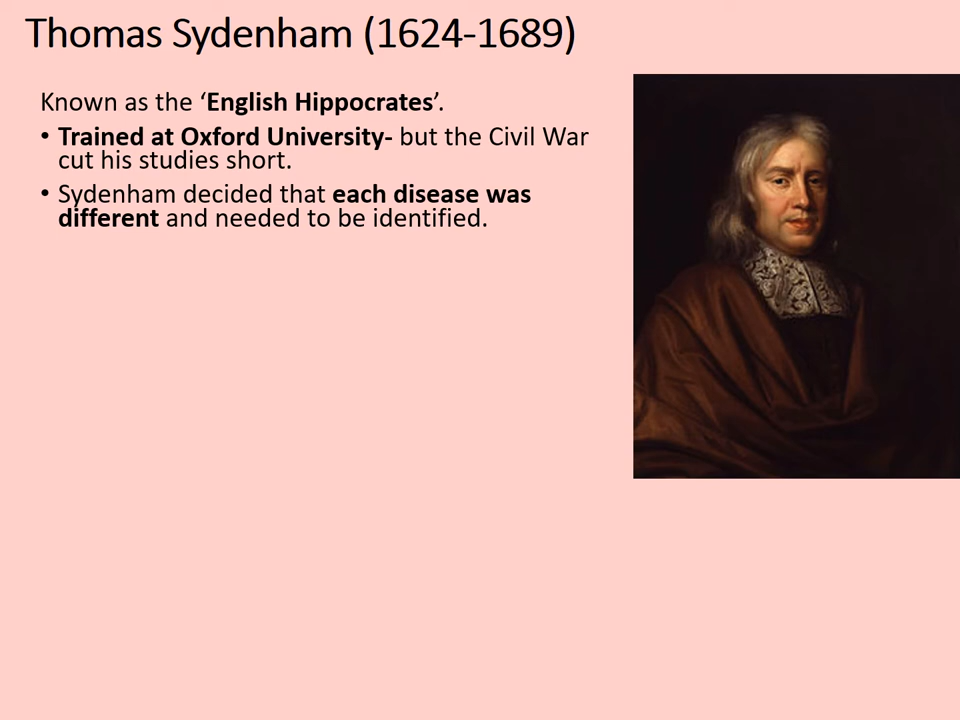 Thomas Sydenham (1624-1689)
Known as the ‘English Hippocrates’.
• Trained at Oxford University- but the Civil War
cut his studies short.
• Sydenham decided that each disease was
different and needed to be identified.